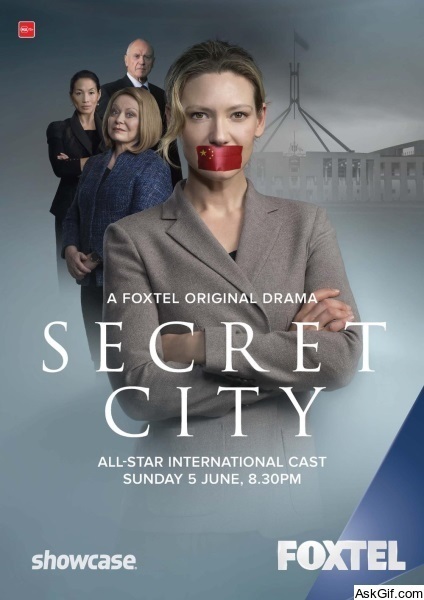 A FOXTEL ORIGINAL DRAMA
SECRET
CITY
ALL-STAR INTERNATIONAL CAST
SUNDAY 5 JUNE, 8.30PM
showcase
FOXTEL
AskGif.com